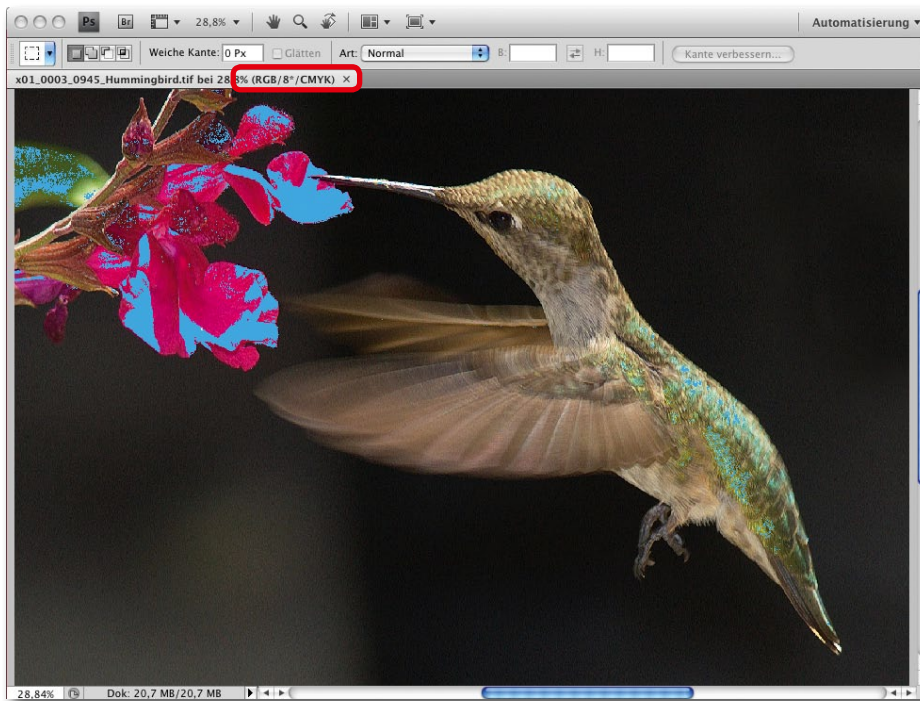 Ps Br 28,8% Automatisierung
Weiche Kante: 0 Px Glätten Art: Normal B: H: Kante verbessern...
x01_0003_0945_Hummingbird.tif bei 28,8% (RGB/8*/CMYK) ×
28,84% Dok: 20,7 MB/20,7 MB